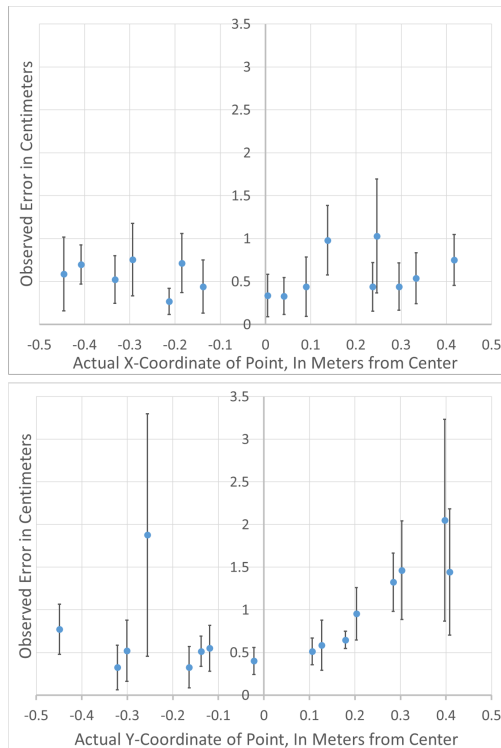 3.5
3
2.5
2
1.5
1
0.5
0
-0.5 -0.4 -0.3 -0.2 -0.1 0 0.1 0.2 0.3 0.4 0.5
Observed Error in Centimeters
Actual X-Coordinate of Point, In Meters from Center
3.5
3
2.5
2
1.5
1
0.5
0
-0.5 -0.4 -0.3 -0.2 -0.1 0 0.1 0.2 0.3 0.4 0.5
Observed Error in Centimeters
Actual Y-Coordinate of Point, In Meters from Center